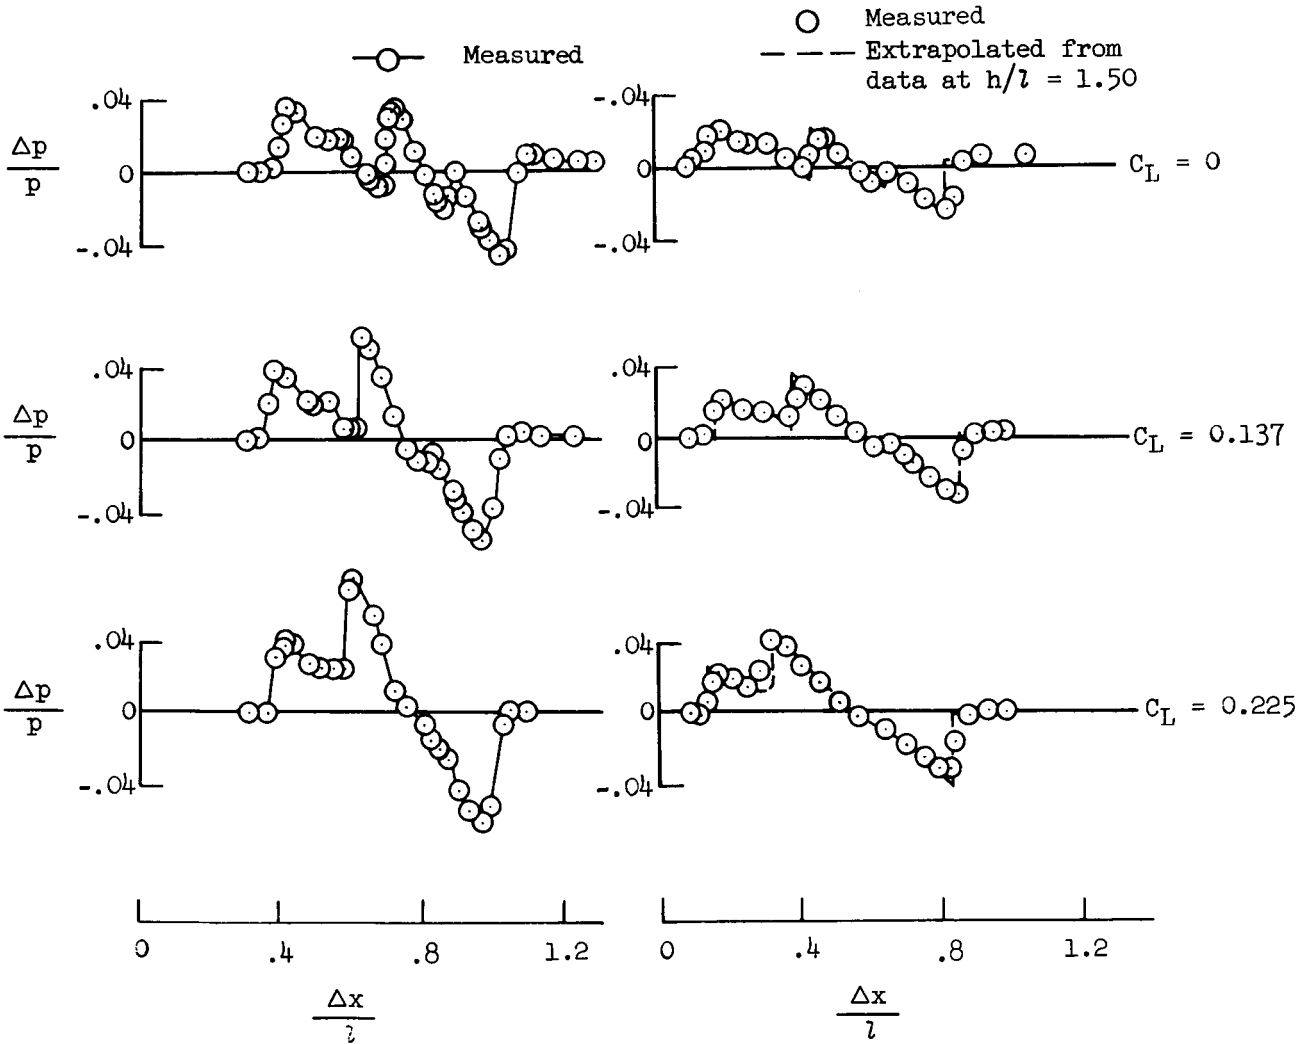 Measured
Measured
Extrapolated from
data at h/l = 1.50
Δp
p
.04
0
-.04
-.04
0
-.04
C_L = 0
Δp
p
.04
0
-.04
.04
0
-.04
C_L = 0.137
Δp
p
.04
0
-.04
.04
0
-.04
C_L = 0.225
0 .4 .8 1.2
0 .4 .8 1.2
Δx
l
Δx
l